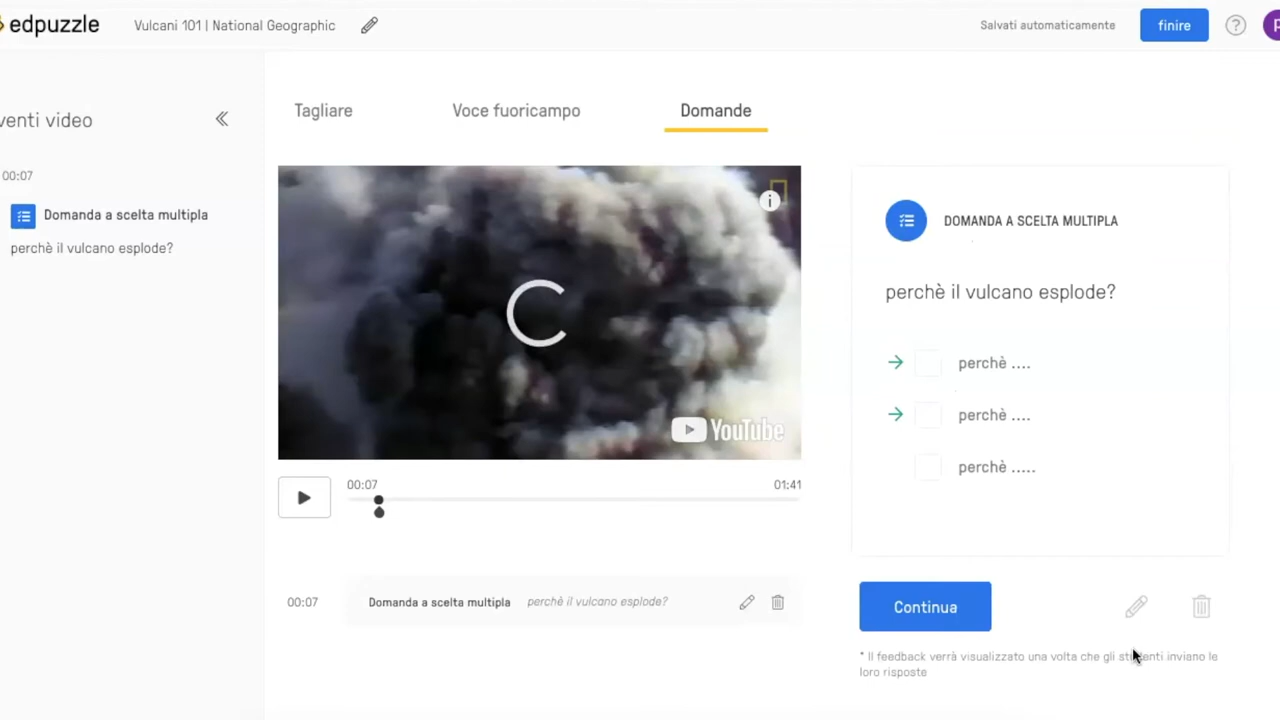 edpuzzle
Vulcani 101 | National Geographic
Salvati automaticamente
finire
?
venti video
Tagliare
Voce fuoricampo
Domande
00:07
Domanda a scelta multipla
perchè il vulcano esplode?
YouTube
00:07
01:41
00:07
Domanda a scelta multipla
perchè il vulcano esplode?
DOMANDA A SCELTA MULTIPLA
perchè il vulcano esplode?
perchè ....
perchè ....
perchè .....
Continua
* Il feedback verrà visualizzato una volta che gli studenti inviano le
loro risposte